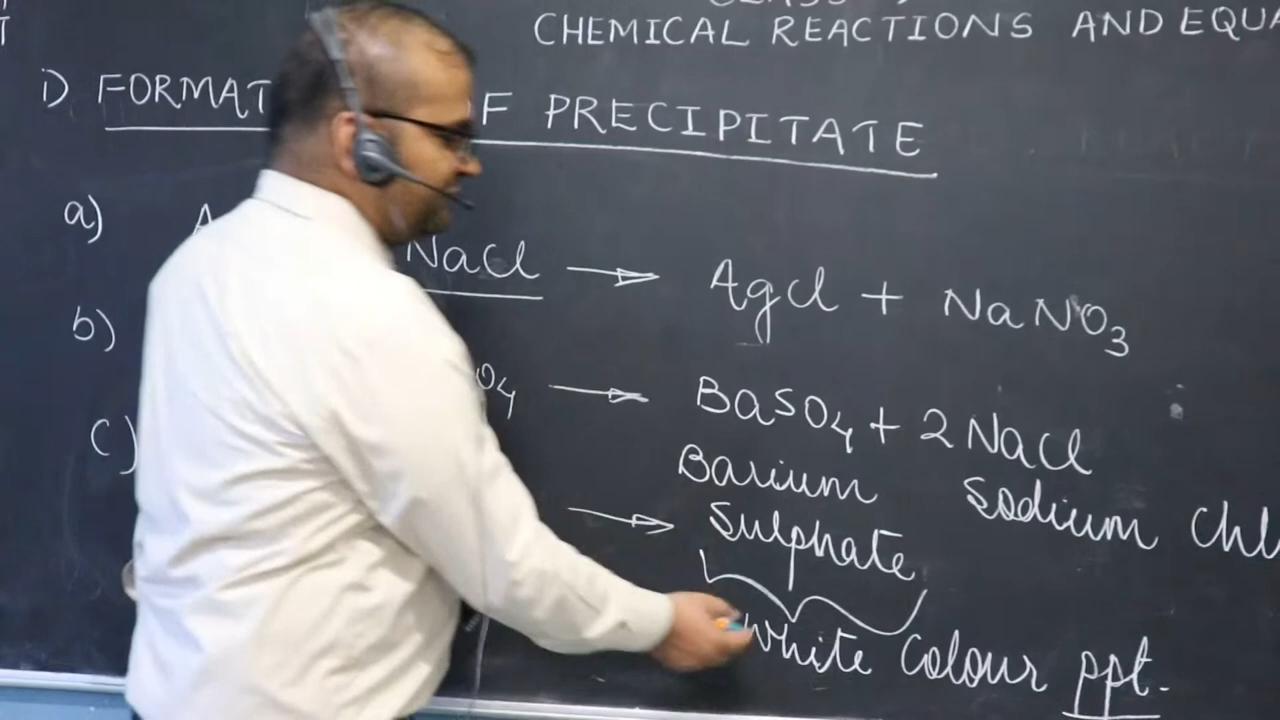 CHEMICAL REACTIONS AND EQUA
D FORMAT F PRECIPITATE
a) A NaCl → AgCl + NaNO3
b) O4 → BaSO4 + 2NaCl
Barium Sodium Chl
c) → Sulphate
White Colour ppt.